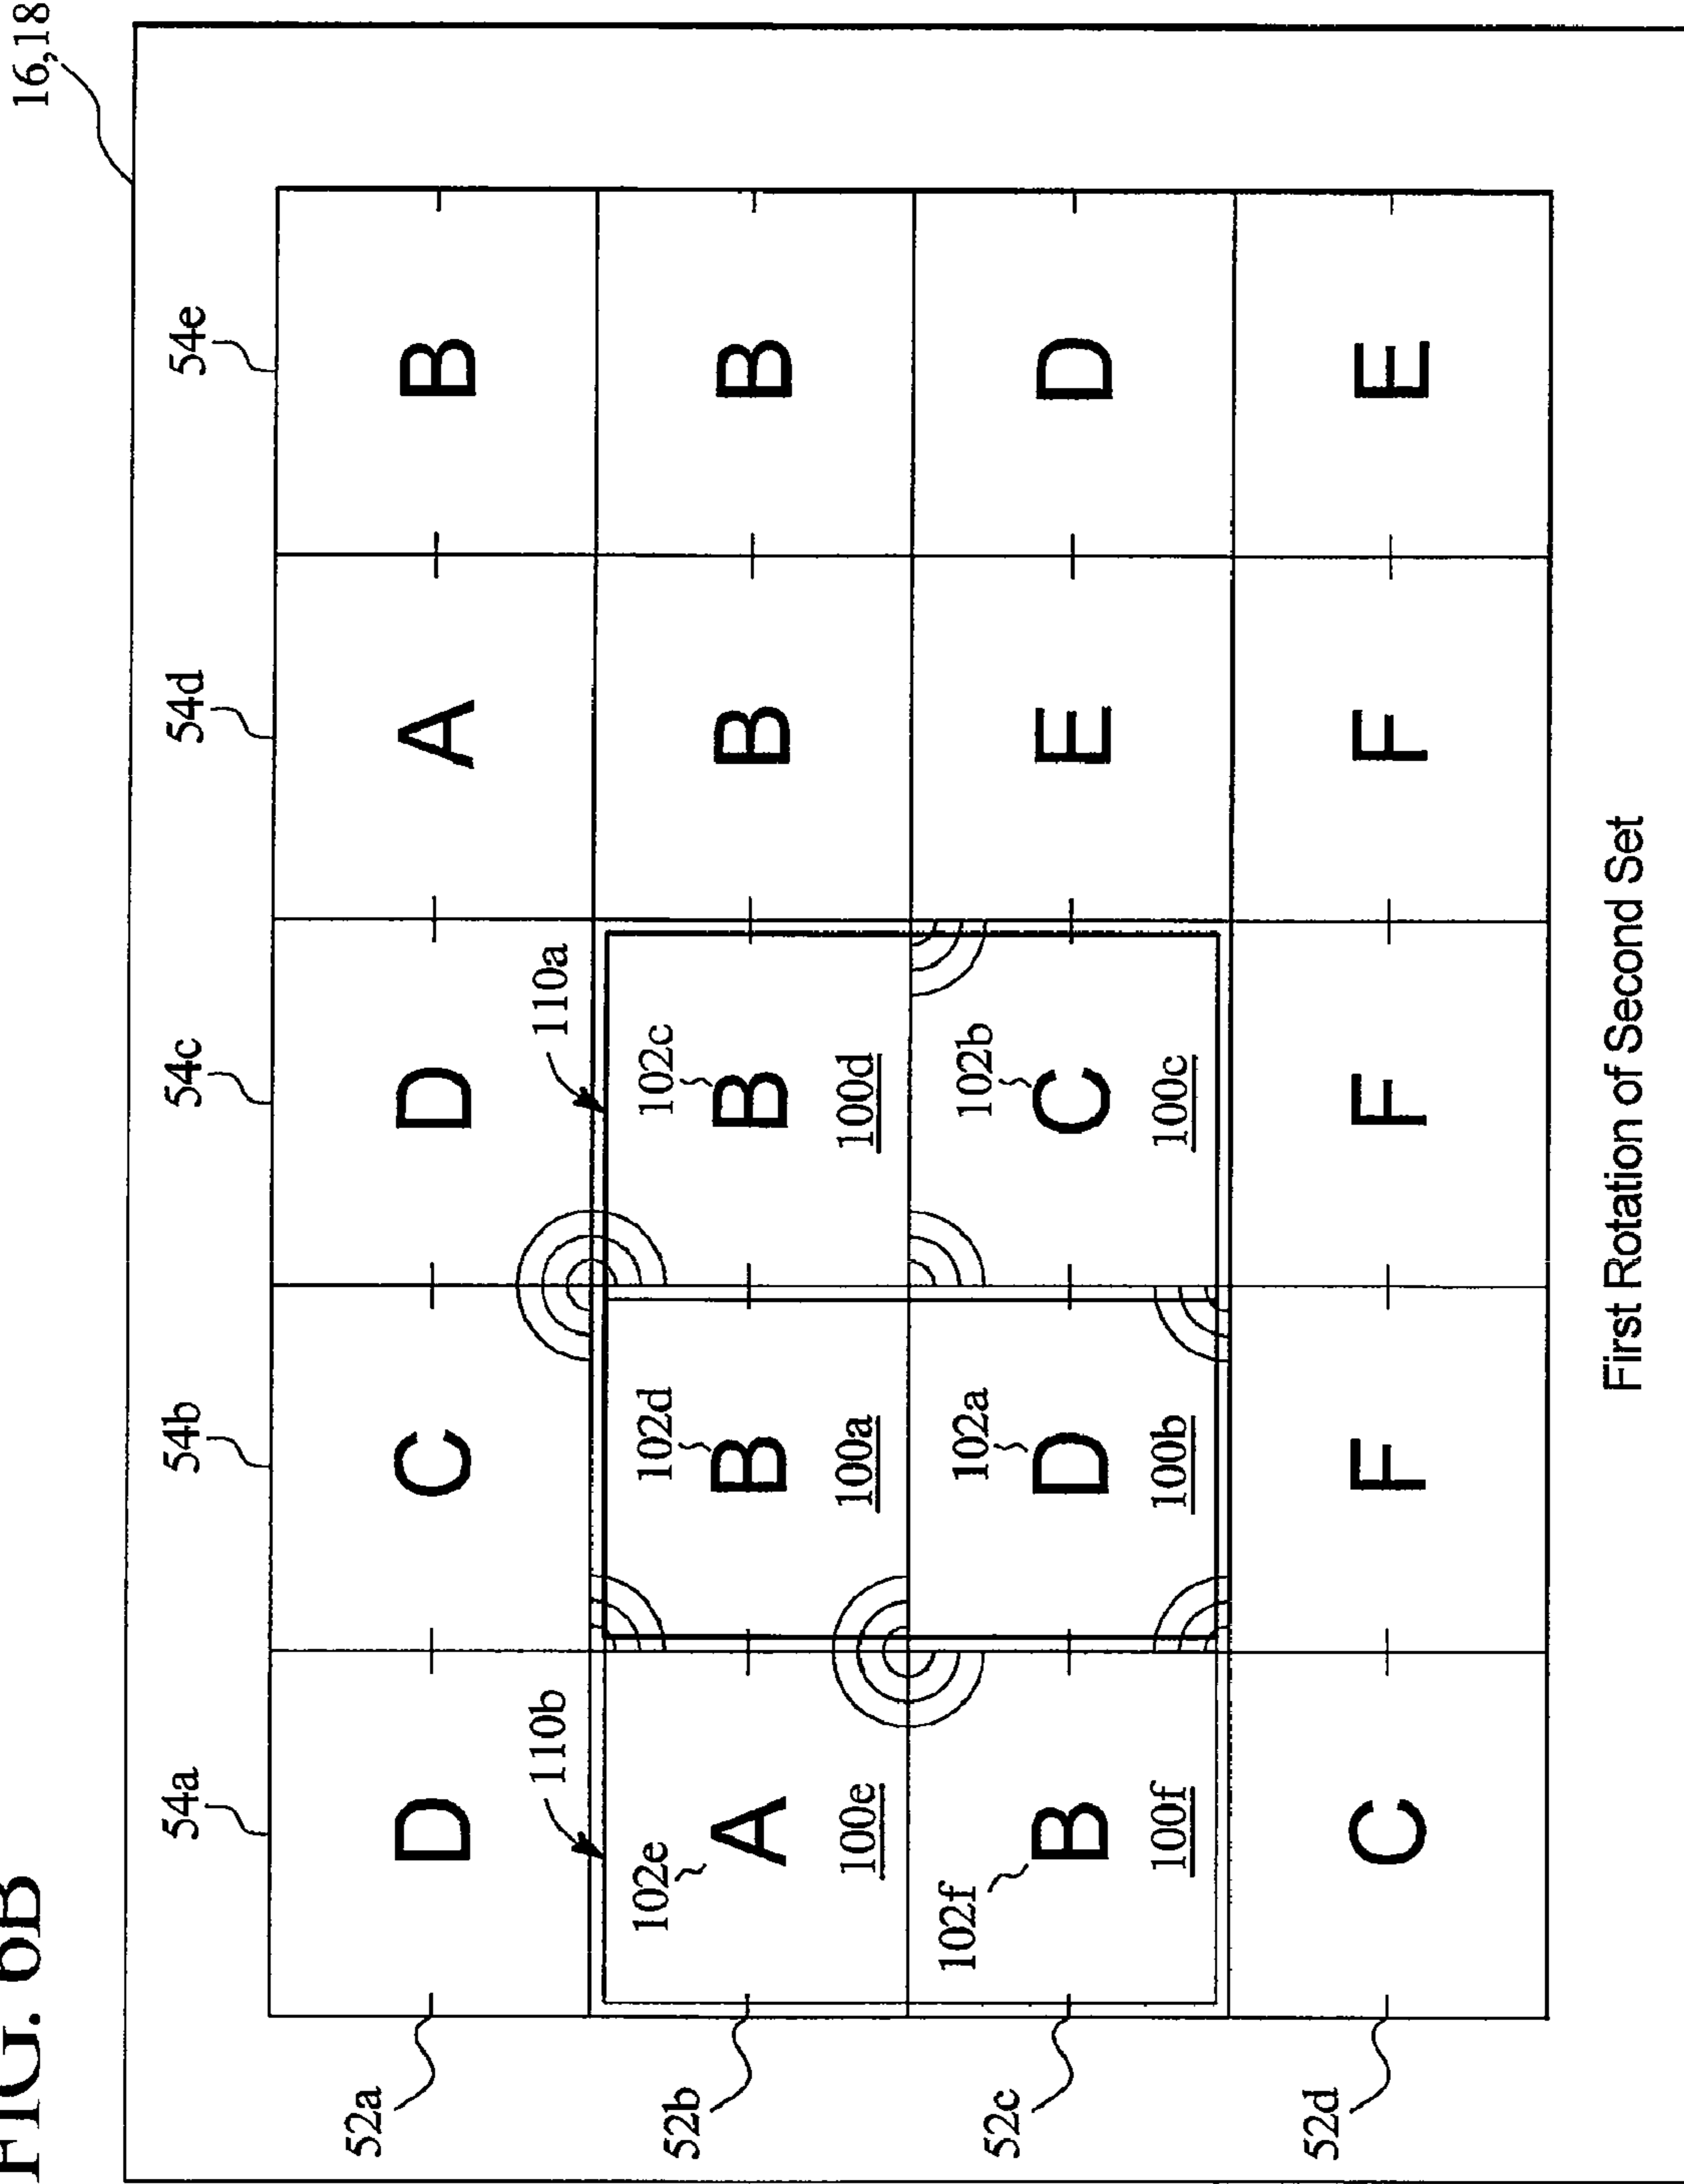 FIG. 6B
16,18
54a 54b 54c 54d 54e
52a D C D A B
110b 110a
102e 102d 102c
52b A B B B B
100e 100a 100d
102f 102a 102b
52c B D C E D
100f 100b 100c
52d C F F F E
First Rotation of Second Set